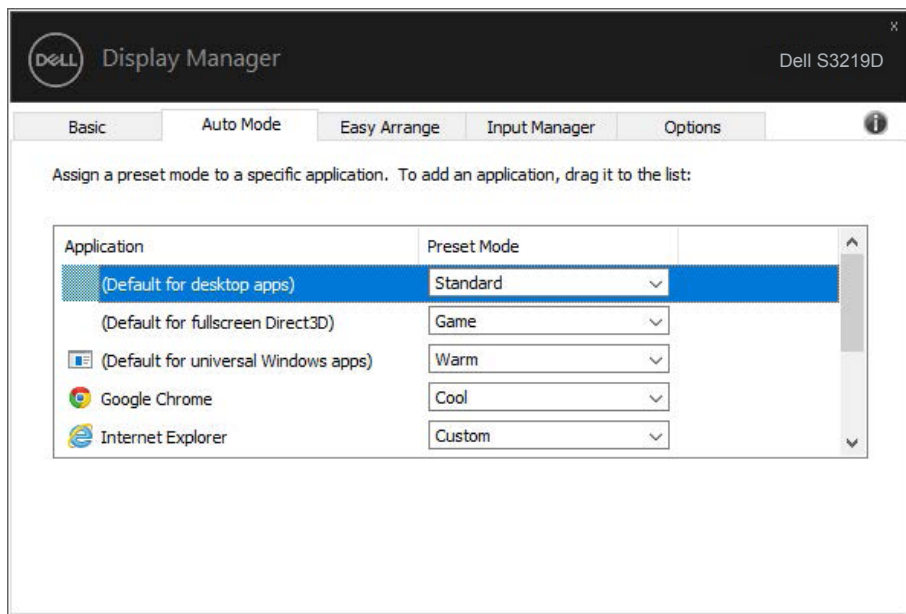 x
DELL Display Manager Dell S3219D
Basic Auto Mode Easy Arrange Input Manager Options
Assign a preset mode to a specific application. To add an application, drag it to the list:
Application Preset Mode
(Default for desktop apps) Standard
(Default for fullscreen Direct3D) Game
(Default for universal Windows apps) Warm
Google Chrome Cool
Internet Explorer Custom